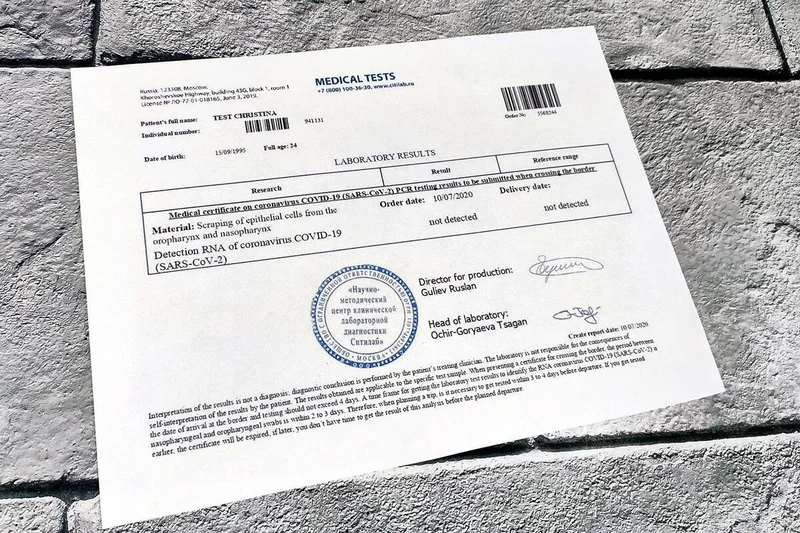 Russia, 123308, Moscow,
Khoroshevskoe Highway, building 43G, block 1, room 1
License № ЛО-77-01-018165, June 3, 2019.
MEDICAL TESTS
+7 (800) 100-36-30, www.citilab.ru
Patient's full name: TEST CHRISTINA
Individual number: 941131
Order №: 5568246
Date of birth: 15/09/1995 Full age: 24
LABORATORY RESULTS
Research Result Reference range
Medical certificate on coronavirus COVID-19 (SARS-CoV-2) PCR testing results to be submitted when crossing the border
Material: Scraping of epithelial cells from the oropharynx and nasopharynx
Order date: 10/07/2020 Delivery date:
Detection RNA of coronavirus COVID-19 (SARS-CoV-2)
not detected not detected
ОБЩЕСТВО С ОГРАНИЧЕННОЙ ОТВЕТСТВЕННОСТЬЮ
«Научно-
методический
центр клинической
лабораторной
диагностики
Ситилаб»
МОСКВА
Director for production:
Guliev Ruslan
Head of laboratory:
Ochir-Goryaeva Tsagan
Create report date: 10/07/2020
Interpretation of the results is not a diagnosis; diagnostic conclusion is performed by the patient's treating clinician. The laboratory is not responsible for the consequences of
self-interpretation of the results by the patient. The results obtained are applicable to the specific test sample. When presenting a certificate for crossing the border, the period between
the date of arrival at the border and testing should not exceed 4 days. A time frame for getting the laboratory test results to identify the RNA coronavirus COVID-19 (SARS-CoV-2) in
nasopharyngeal and oropharyngeal swabs is within 2 to 3 days. Therefore, when planning a trip, it is necessary to get tested within 3 to 4 days before departure. If you get tested
earlier, the certificate will be expired, if later, you don't have time to get the result of this analysis before the planned departure.